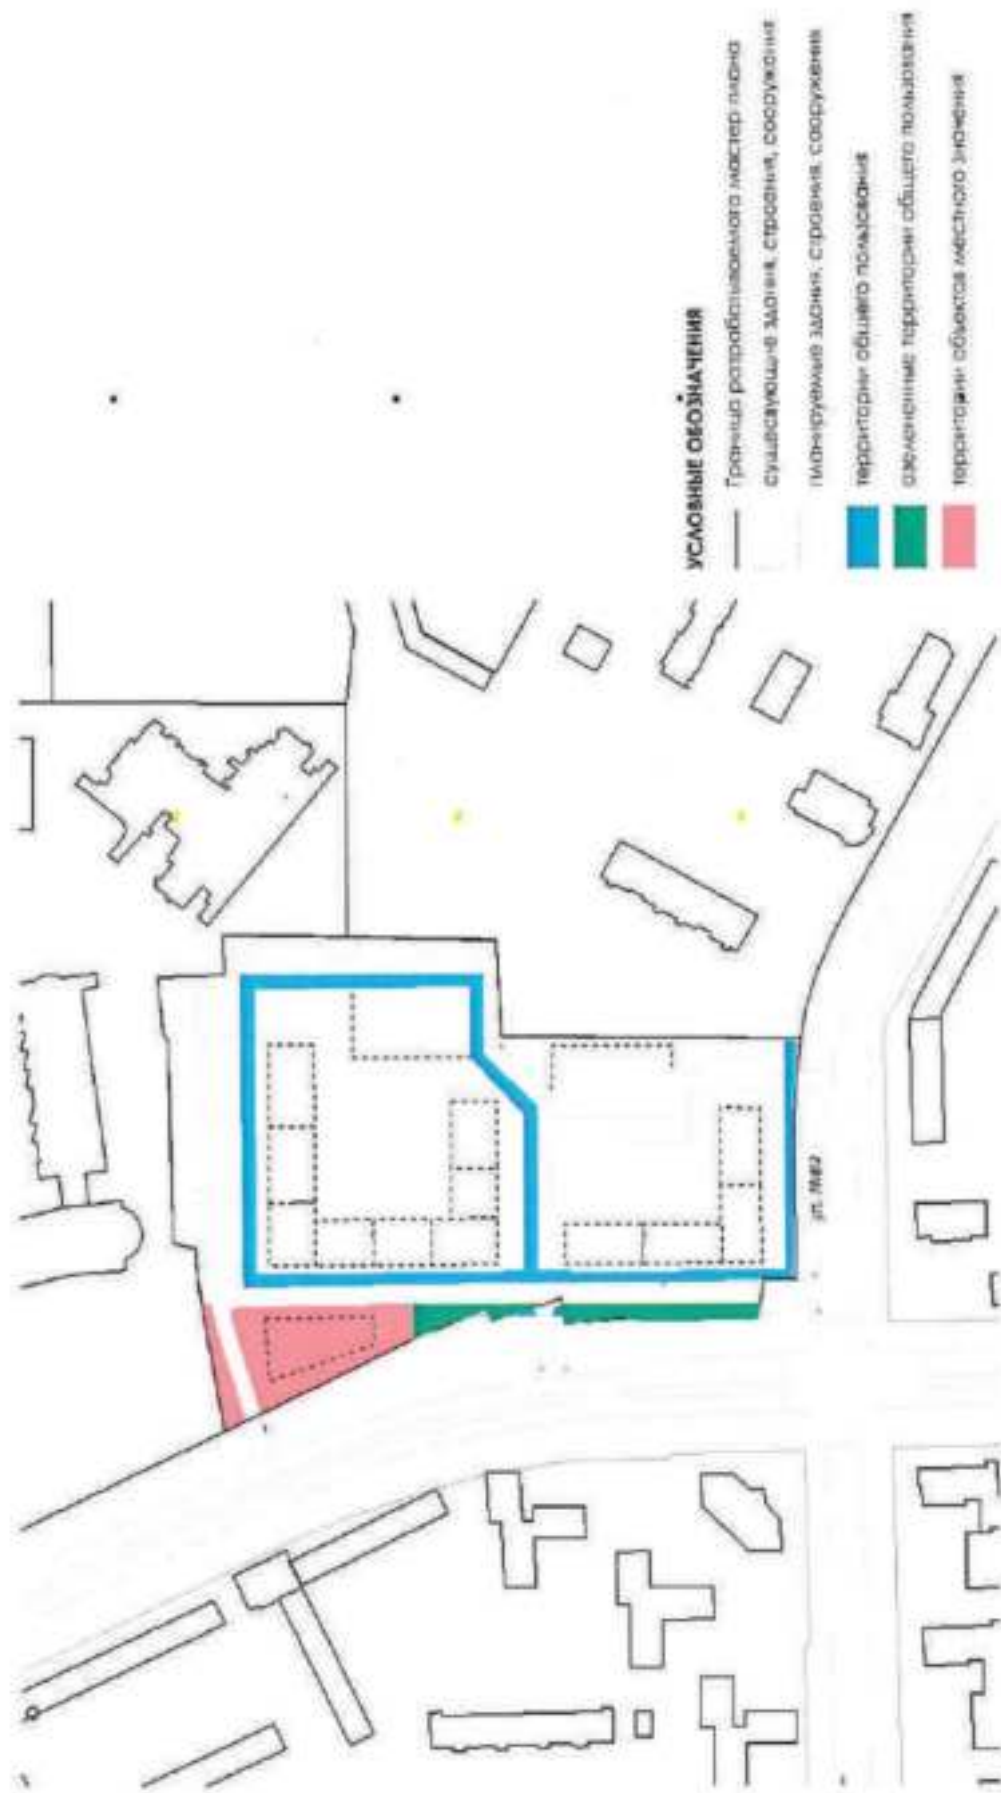 УСЛОВНЫЕ ОБОЗНАЧЕНИЯ
Граница разрабатываемого мастер плана
существующие здания, строения, сооружения
планируемые здания, строения, сооружения
территории общего пользования
озелененные территории общего пользования
территории объектов местного значения
ул.